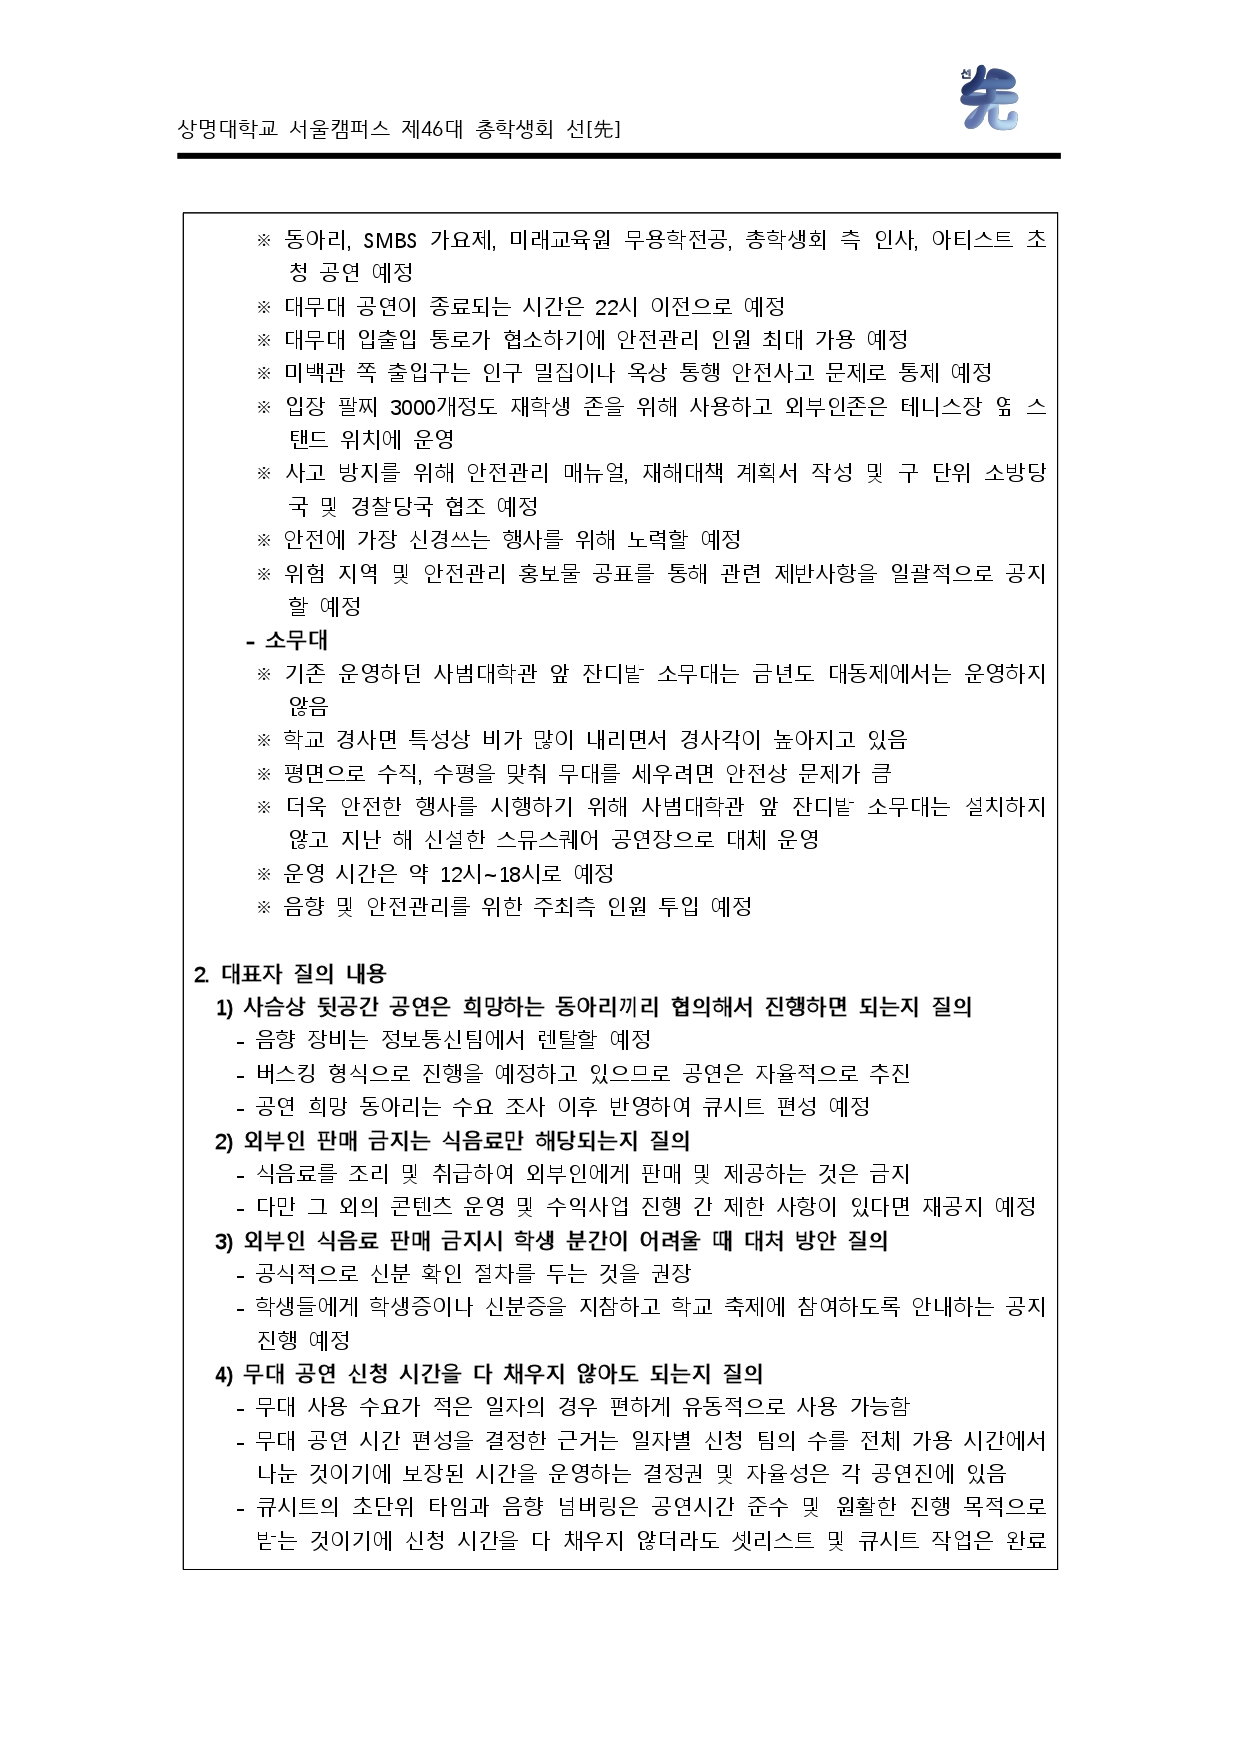 선
先
상명대학교 서울캠퍼스 제46대 총학생회 선[先]
※ 동아리, SMBS 가요제, 미래교육원 무용학전공, 총학생회 측 인사, 아티스트 초
청 공연 예정
※ 대무대 공연이 종료되는 시간은 22시 이전으로 예정
※ 대무대 입출입 통로가 협소하기에 안전관리 인원 최대 가용 예정
※ 미백관 쪽 출입구는 인구 밀집이나 옥상 통행 안전사고 문제로 통제 예정
※ 입장 팔찌 3000개정도 재학생 존을 위해 사용하고 외부인존은 테니스장 옆 스
탠드 위치에 운영
※ 사고 방지를 위해 안전관리 매뉴얼, 재해대책 계획서 작성 및 구 단위 소방당
국 및 경찰당국 협조 예정
※ 안전에 가장 신경쓰는 행사를 위해 노력할 예정
※ 위험 지역 및 안전관리 홍보물 공표를 통해 관련 제반사항을 일괄적으로 공지
할 예정
- 소무대
※ 기존 운영하던 사범대학관 앞 잔디밭 소무대는 금년도 대동제에서는 운영하지
않음
※ 학교 경사면 특성상 비가 많이 내리면서 경사각이 높아지고 있음
※ 평면으로 수직, 수평을 맞춰 무대를 세우려면 안전상 문제가 큼
※ 더욱 안전한 행사를 시행하기 위해 사범대학관 앞 잔디밭 소무대는 설치하지
않고 지난 해 신설한 스뮤스퀘어 공연장으로 대체 운영
※ 운영 시간은 약 12시~18시로 예정
※ 음향 및 안전관리를 위한 주최측 인원 투입 예정
2. 대표자 질의 내용
1) 사슴상 뒷공간 공연은 희망하는 동아리끼리 협의해서 진행하면 되는지 질의
- 음향 장비는 정보통신팀에서 렌탈할 예정
- 버스킹 형식으로 진행을 예정하고 있으므로 공연은 자율적으로 추진
- 공연 희망 동아리는 수요 조사 이후 반영하여 큐시트 편성 예정
2) 외부인 판매 금지는 식음료만 해당되는지 질의
- 식음료를 조리 및 취급하여 외부인에게 판매 및 제공하는 것은 금지
- 다만 그 외의 콘텐츠 운영 및 수익사업 진행 간 제한 사항이 있다면 재공지 예정
3) 외부인 식음료 판매 금지시 학생 분간이 어려울 때 대처 방안 질의
- 공식적으로 신분 확인 절차를 두는 것을 권장
- 학생들에게 학생증이나 신분증을 지참하고 학교 축제에 참여하도록 안내하는 공지
진행 예정
4) 무대 공연 신청 시간을 다 채우지 않아도 되는지 질의
- 무대 사용 수요가 적은 일자의 경우 편하게 유동적으로 사용 가능함
- 무대 공연 시간 편성을 결정한 근거는 일자별 신청 팀의 수를 전체 가용 시간에서
나눈 것이기에 보장된 시간을 운영하는 결정권 및 자율성은 각 공연진에 있음
- 큐시트의 초단위 타임과 음향 넘버링은 공연시간 준수 및 원활한 진행 목적으로
받는 것이기에 신청 시간을 다 채우지 않더라도 셋리스트 및 큐시트 작업은 완료